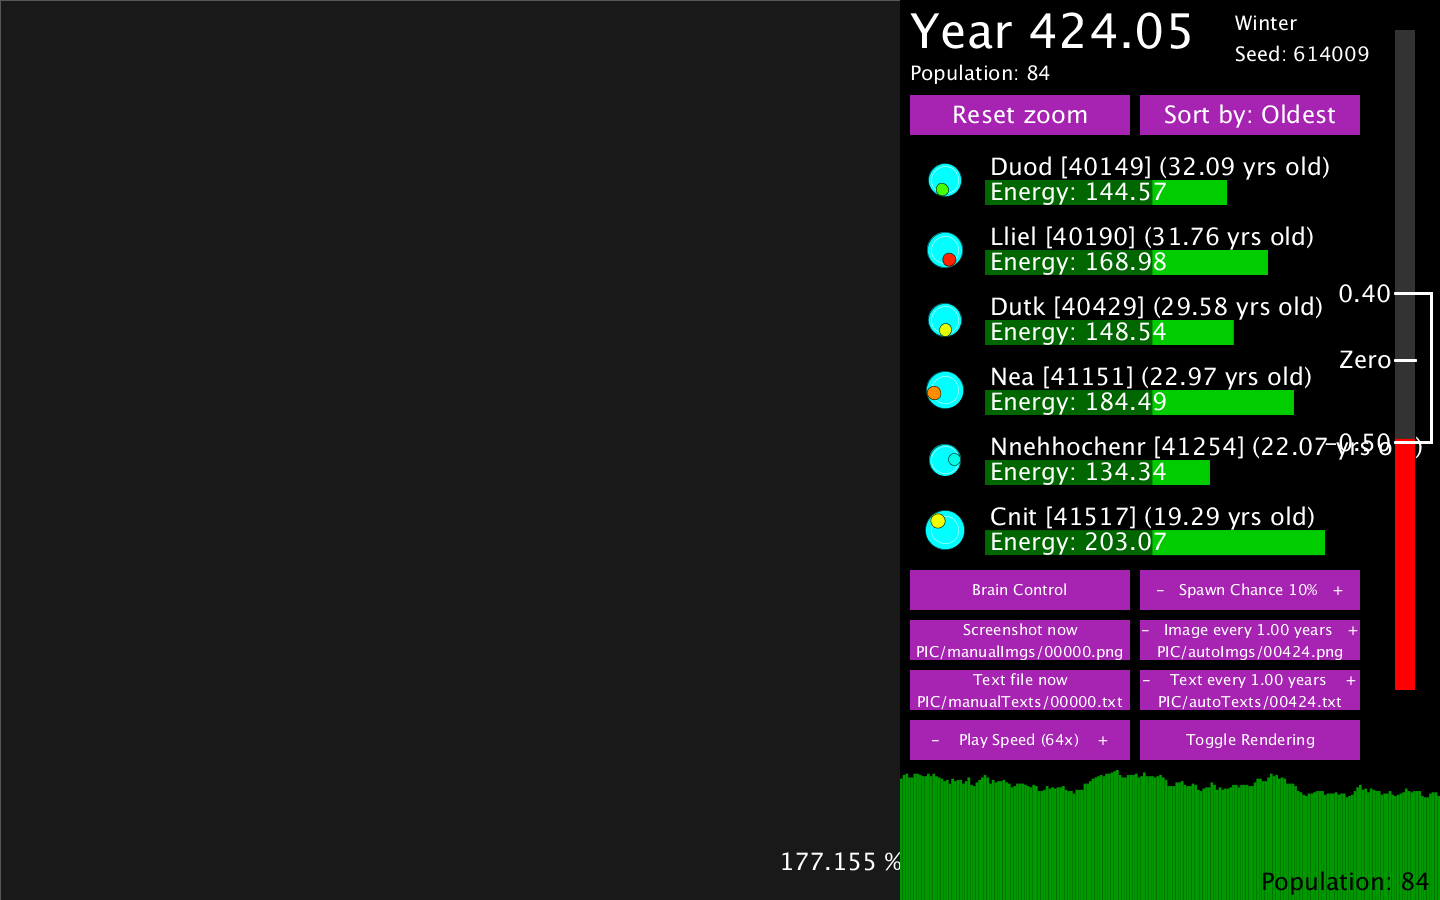 Year 424.05
Winter
Seed: 614009
Population: 84
Reset zoom
Sort by: Oldest
Duod [40149] (32.09 yrs old)
Energy: 144.57
Lliel [40190] (31.76 yrs old)
Energy: 168.98
0.40
Dutk [40429] (29.58 yrs old)
Energy: 148.54
Zero
Nea [41151] (22.97 yrs old)
Energy: 184.49
-0.50
Nnehhochenr [41254] (22.07 yrs old)
Energy: 134.34
Cnit [41517] (19.29 yrs old)
Energy: 203.07
Brain Control
- Spawn Chance 10% +
Screenshot now
PIC/manualImgs/00000.png
- Image every 1.00 years +
PIC/autoImgs/00424.png
Text file now
PIC/manualTexts/00000.txt
- Text every 1.00 years +
PIC/autoTexts/00424.txt
- Play Speed (64x) +
Toggle Rendering
177.155 %
Population: 84